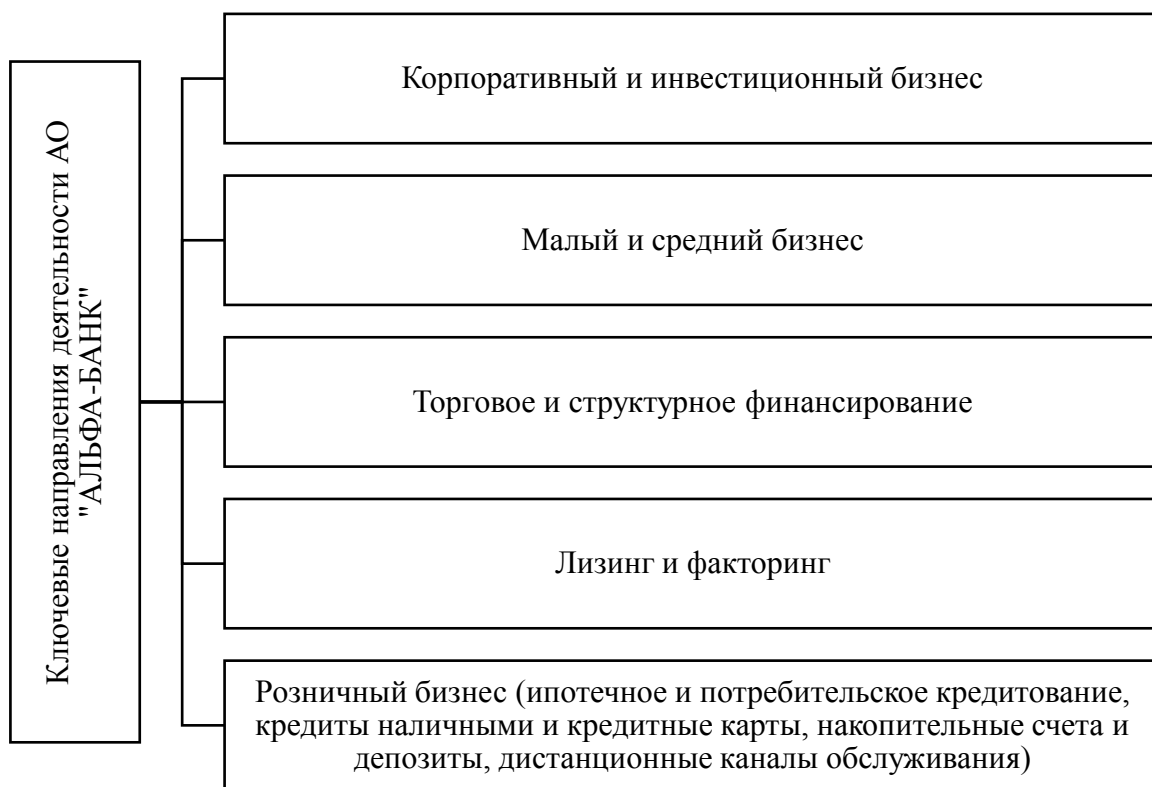 Ключевые направления деятельности АО
"АЛЬФА-БАНК"
Корпоративный и инвестиционный бизнес
Малый и средний бизнес
Торговое и структурное финансирование
Лизинг и факторинг
Розничный бизнес (ипотечное и потребительское кредитование,
кредиты наличными и кредитные карты, накопительные счета и
депозиты, дистанционные каналы обслуживания)